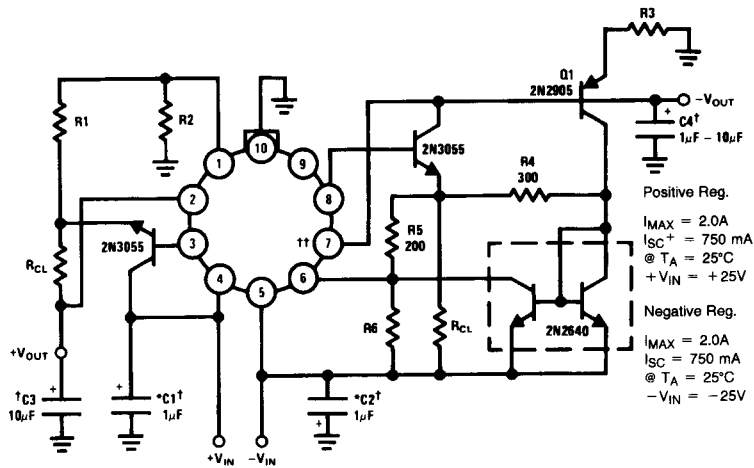 R3
Q1
2N2905
−VOUT
+
C4†
1μF – 10μF
R1
R2
10
1
9
2N3055
2
8
R4
300
Positive Reg.
IMAX = 2.0A
ISC+ = 750 mA
@ TA = 25°C
+VIN = +25V
2N3055
3
††
7
R5
200
RCL
4
5
6
R6
RCL
2N2640
Negative Reg.
IMAX = 2.0A
ISC = 750 mA
@ TA = 25°C
−VIN = −25V
+VOUT
+
†C3
10μF
+
*C1†
1μF
*C2†
1μF
+
+VIN
−VIN